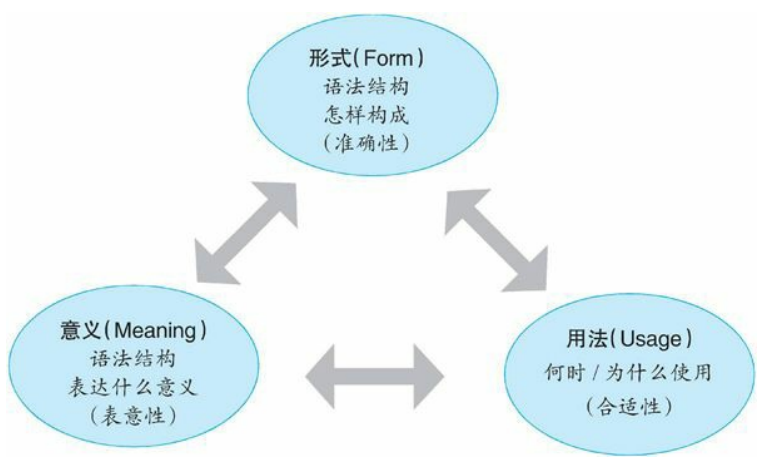 形式(Form)
语法结构
怎样构成
(准确性)
意义(Meaning)
语法结构
表达什么意义
(表意性)
用法(Usage)
何时/为什么使用
(合适性)